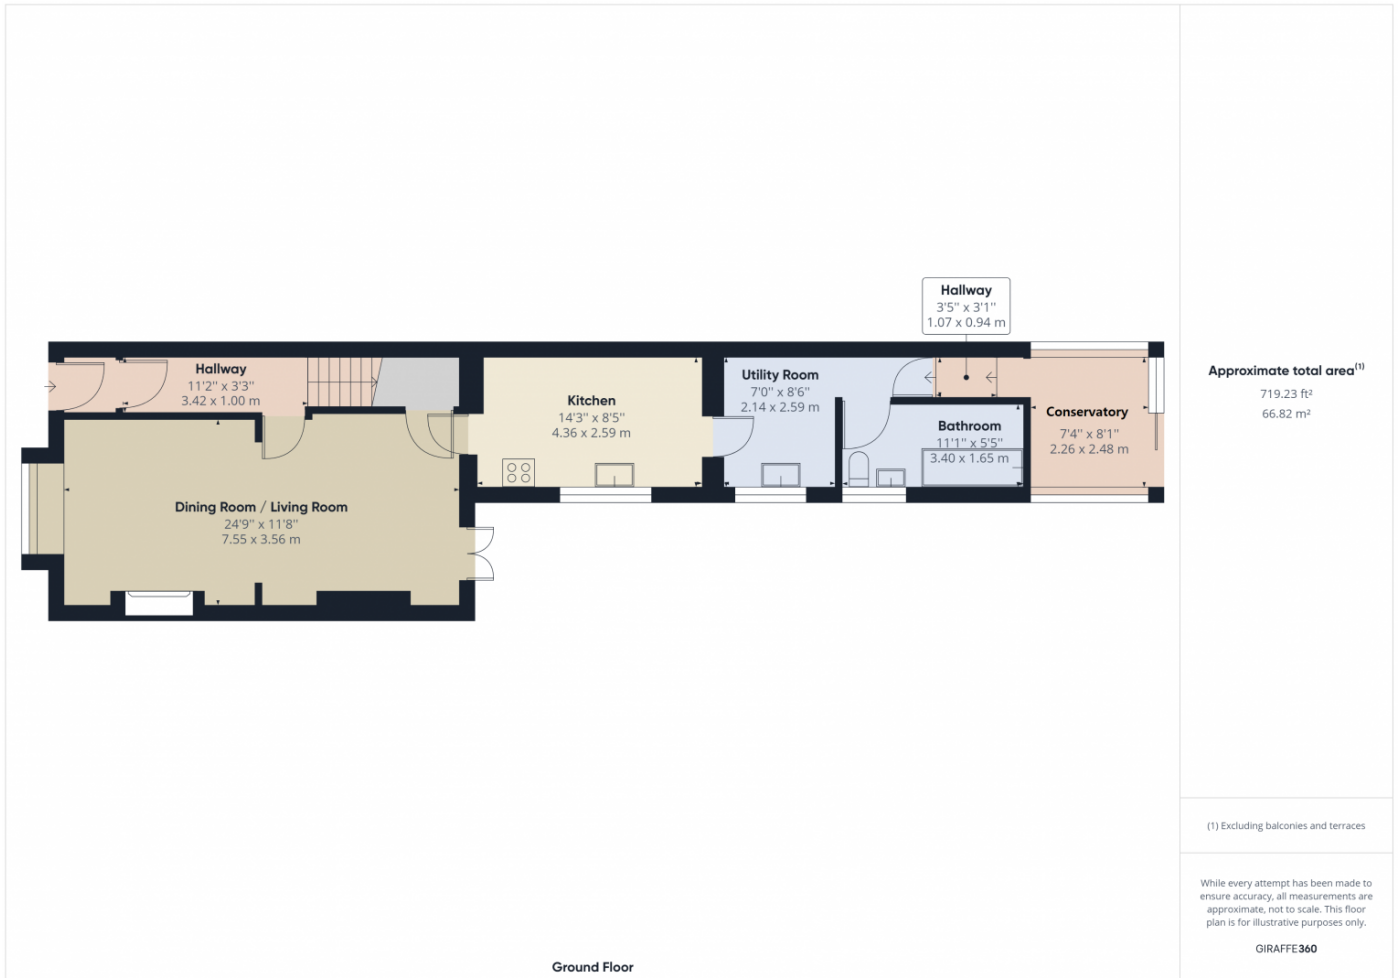 Hallway
3'5" x 3'1"
1.07 x 0.94 m
Hallway
11'2" x 3'3"
3.42 x 1.00 m
Kitchen
14'3" x 8'5"
4.36 x 2.59 m
Utility Room
7'0" x 8'6"
2.14 x 2.59 m
Bathroom
11'1" x 5'5"
3.40 x 1.65 m
Conservatory
7'4" x 8'1"
2.26 x 2.48 m
Dining Room / Living Room
24'9" x 11'8"
7.55 x 3.56 m
Ground Floor
Approximate total area(1)
719.23 ft²
66.82 m²
(1) Excluding balconies and terraces
While every attempt has been made to
ensure accuracy, all measurements are
approximate, not to scale. This floor
plan is for illustrative purposes only.
GIRAFFE360